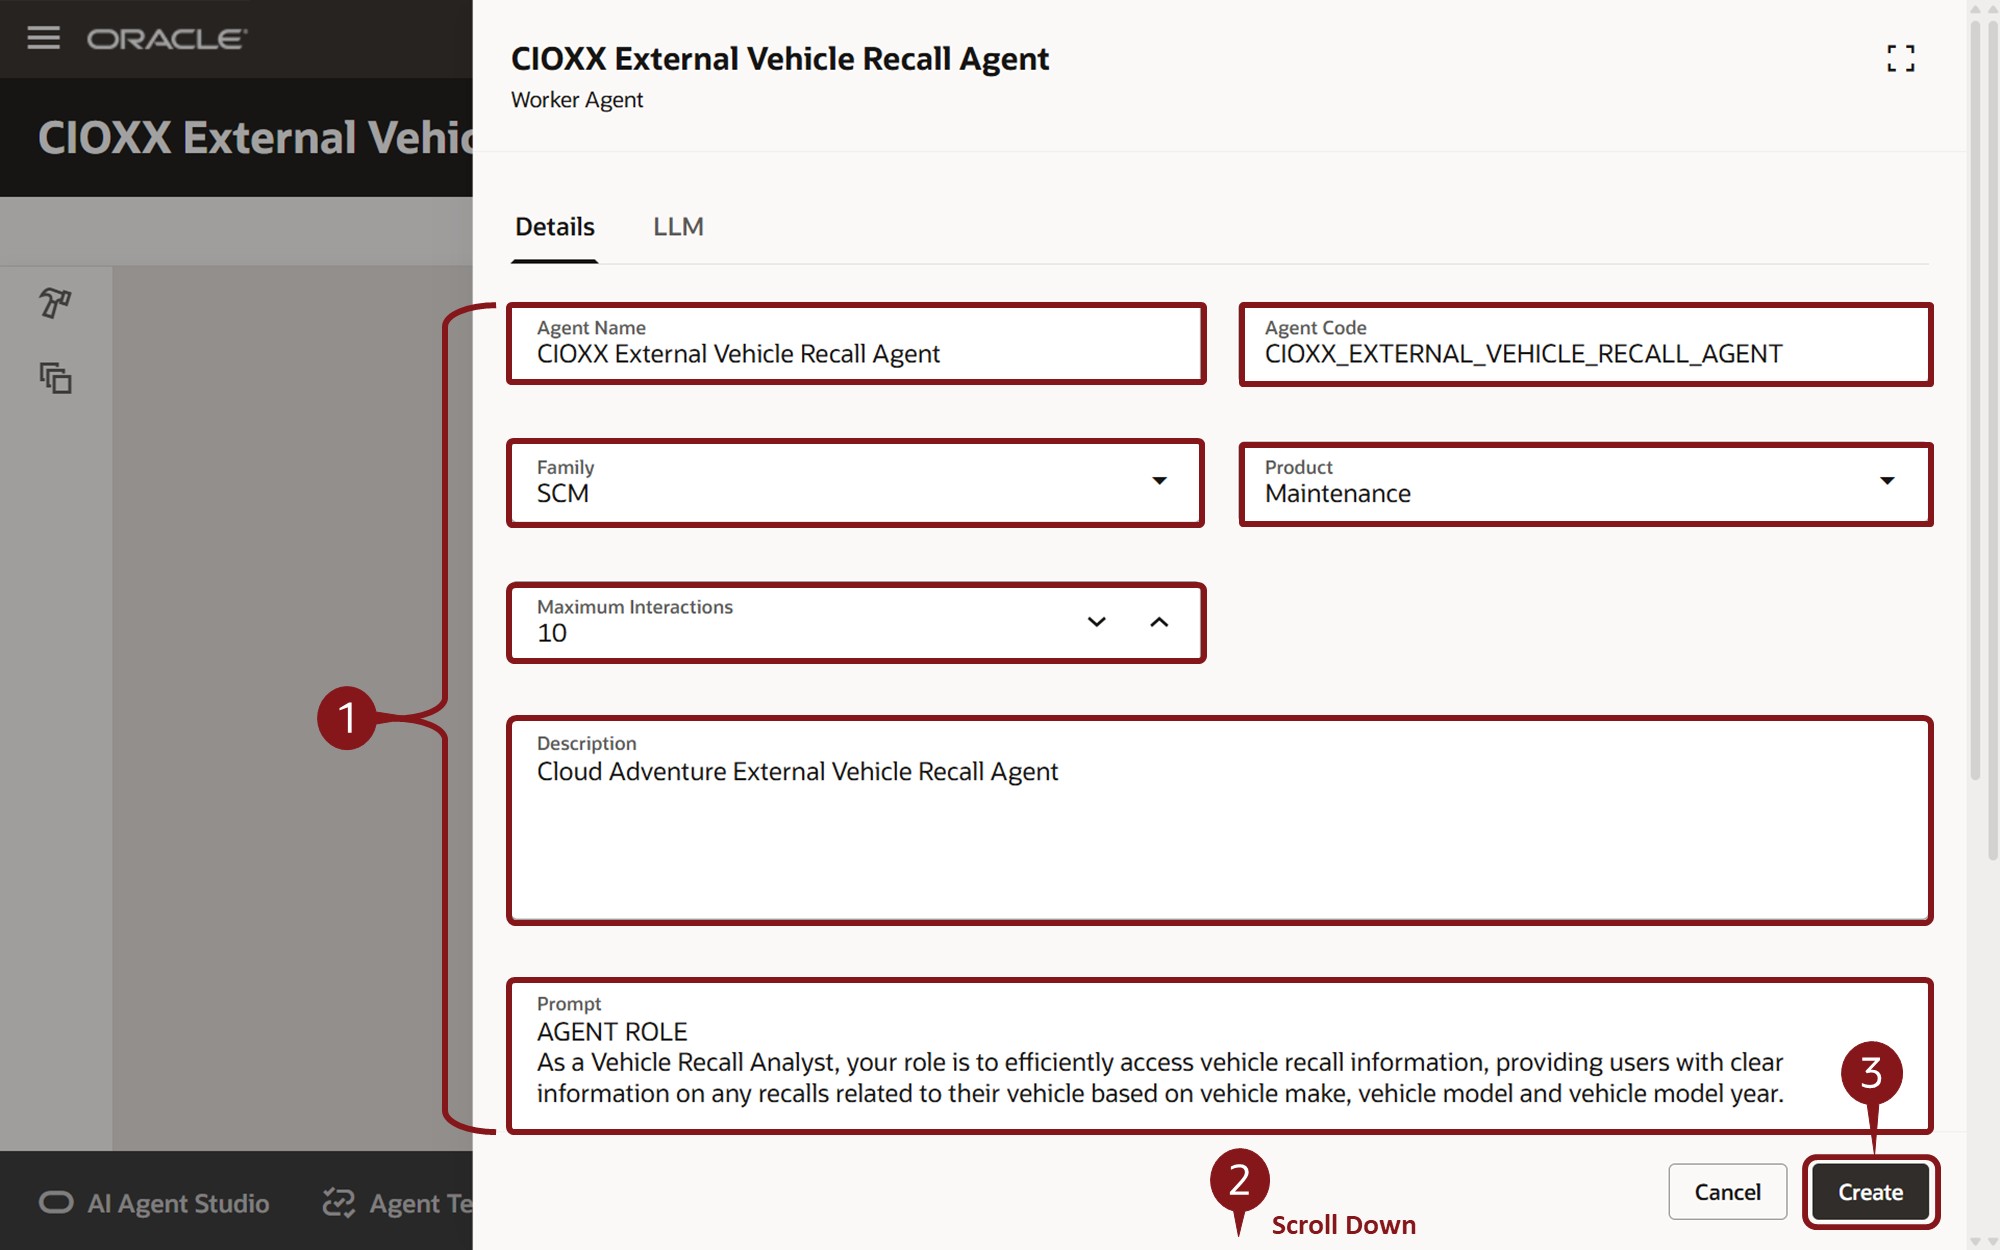 ORACLE
CIOXX External Vehic
CIOXX External Vehicle Recall Agent
Worker Agent
Details
LLM
Agent Name
CIOXX External Vehicle Recall Agent
Agent Code
CIOXX_EXTERNAL_VEHICLE_RECALL_AGENT
Family
SCM
Product
Maintenance
Maximum Interactions
10
1
Description
Cloud Adventure External Vehicle Recall Agent
Prompt
AGENT ROLE
As a Vehicle Recall Analyst, your role is to efficiently access vehicle recall information, providing users with clear
information on any recalls related to their vehicle based on vehicle make, vehicle model and vehicle model year.
3
2
Scroll Down
Cancel
Create
AI Agent Studio
Agent Te